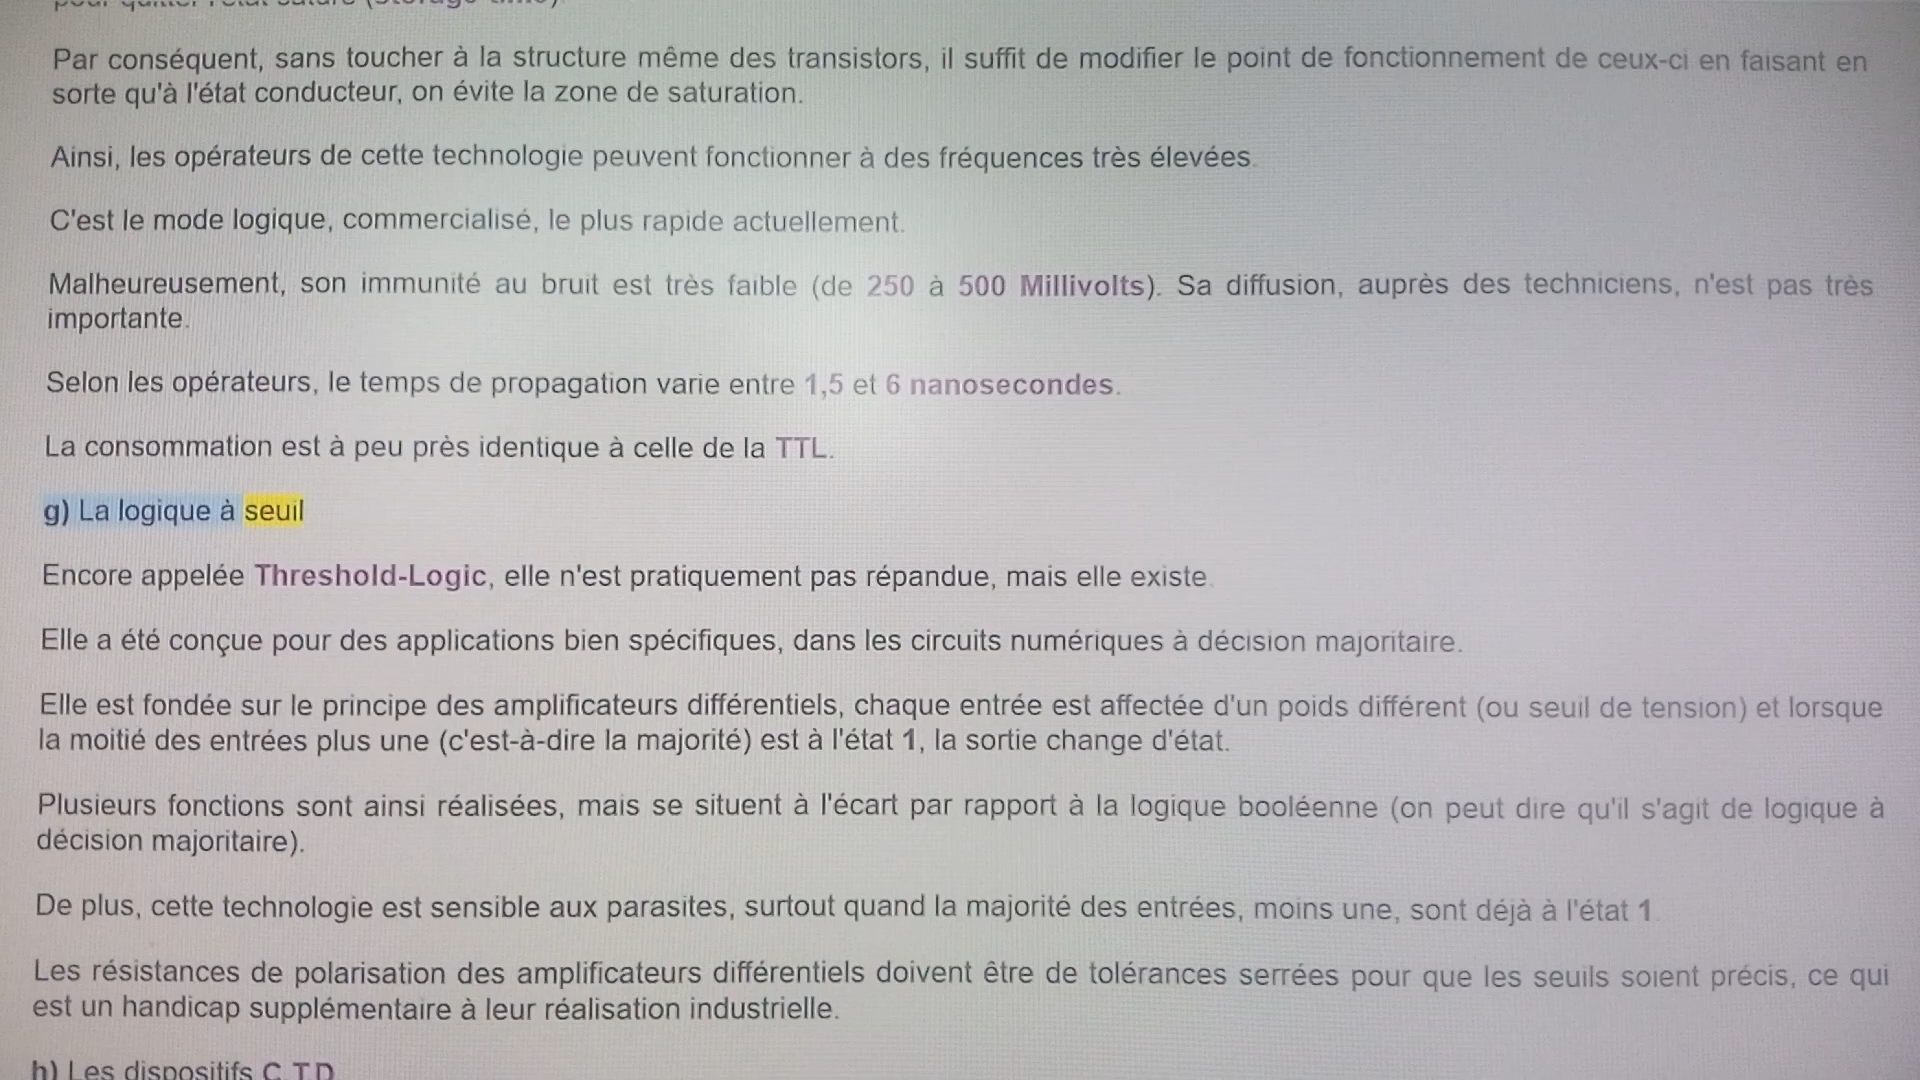 pour quitter l'état saturé (storage time)
Par conséquent, sans toucher à la structure même des transistors, il suffit de modifier le point de fonctionnement de ceux-ci en faisant en
sorte qu'à l'état conducteur, on évite la zone de saturation.
Ainsi, les opérateurs de cette technologie peuvent fonctionner à des fréquences très élevées.
C'est le mode logique, commercialisé, le plus rapide actuellement.
Malheureusement, son immunité au bruit est très faible (de 250 à 500 Millivolts). Sa diffusion, auprès des techniciens, n'est pas très
importante.
Selon les opérateurs, le temps de propagation varie entre 1,5 et 6 nanosecondes.
La consommation est à peu près identique à celle de la TTL.
g) La logique à seuil
Encore appelée Threshold-Logic, elle n'est pratiquement pas répandue, mais elle existe.
Elle a été conçue pour des applications bien spécifiques, dans les circuits numériques à décision majoritaire.
Elle est fondée sur le principe des amplificateurs différentiels, chaque entrée est affectée d'un poids différent (ou seuil de tension) et lorsque
la moitié des entrées plus une (c'est-à-dire la majorité) est à l'état 1, la sortie change d'état.
Plusieurs fonctions sont ainsi réalisées, mais se situent à l'écart par rapport à la logique booléenne (on peut dire qu'il s'agit de logique à
décision majoritaire).
De plus, cette technologie est sensible aux parasites, surtout quand la majorité des entrées, moins une, sont déjà à l'état 1.
Les résistances de polarisation des amplificateurs différentiels doivent être de tolérances serrées pour que les seuils soient précis, ce qui
est un handicap supplémentaire à leur réalisation industrielle.
h) Les dispositifs C.T.D